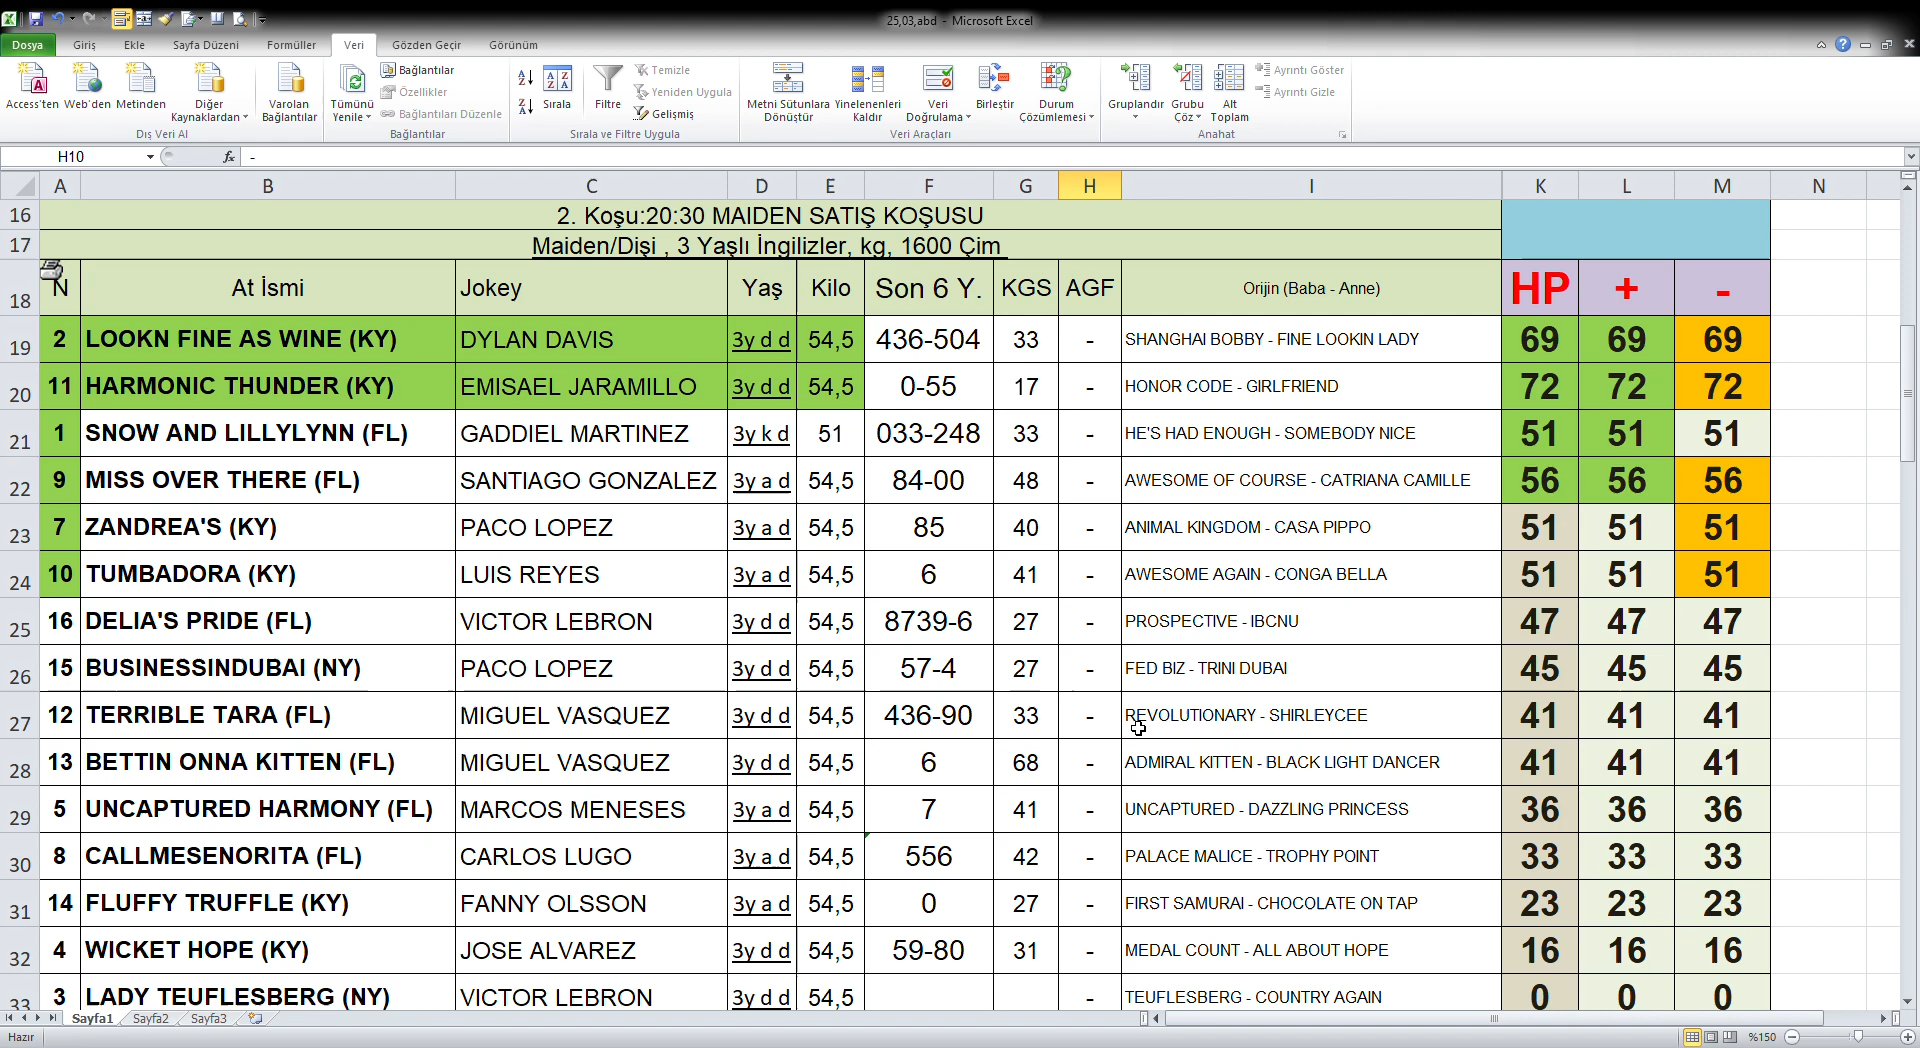 25,03,abd - Microsoft Excel
Dosya Giriş Ekle Sayfa Düzeni Formüller Veri Gözden Geçir Görünüm
Access'ten Web'den Metinden Diğer Kaynaklardan Varolan Bağlantılar Tümünü Yenile Bağlantılar Özellikler Bağlantıları Düzenle Sırala Filtre Temizle Yeniden Uygula Gelişmiş Metni Sütunlara Dönüştür Yinelenenleri Kaldır Veri Doğrulama Birleştir Durum Çözümlemesi Gruplandır Grubu Çöz Alt Toplam Ayrıntı Göster Ayrıntı Gizle
Dış Veri Al Bağlantılar Sırala ve Filtre Uygula Veri Araçları Anahat
H10 fx -
A B C D E F G H I K L M N
16 2. Koşu:20:30 MAIDEN SATIŞ KOŞUSU
17 Maiden/Dişi , 3 Yaşlı İngilizler, kg, 1600 Çim
18 N At İsmi Jokey Yaş Kilo Son 6 Y. KGS AGF Orijin (Baba - Anne) HP + -
19 2 LOOKN FINE AS WINE (KY) DYLAN DAVIS 3y d d 54,5 436-504 33 - SHANGHAI BOBBY - FINE LOOKIN LADY 69 69 69
20 11 HARMONIC THUNDER (KY) EMISAEL JARAMILLO 3y d d 54,5 0-55 17 - HONOR CODE - GIRLFRIEND 72 72 72
21 1 SNOW AND LILLYLYNN (FL) GADDIEL MARTINEZ 3y k d 51 033-248 33 - HE'S HAD ENOUGH - SOMEBODY NICE 51 51 51
22 9 MISS OVER THERE (FL) SANTIAGO GONZALEZ 3y a d 54,5 84-00 48 - AWESOME OF COURSE - CATRIANA CAMILLE 56 56 56
23 7 ZANDREA'S (KY) PACO LOPEZ 3y a d 54,5 85 40 - ANIMAL KINGDOM - CASA PIPPO 51 51 51
24 10 TUMBADORA (KY) LUIS REYES 3y a d 54,5 6 41 - AWESOME AGAIN - CONGA BELLA 51 51 51
25 16 DELIA'S PRIDE (FL) VICTOR LEBRON 3y d d 54,5 8739-6 27 - PROSPECTIVE - IBCNU 47 47 47
26 15 BUSINESSINDUBAI (NY) PACO LOPEZ 3y d d 54,5 57-4 27 - FED BIZ - TRINI DUBAI 45 45 45
27 12 TERRIBLE TARA (FL) MIGUEL VASQUEZ 3y d d 54,5 436-90 33 - REVOLUTIONARY - SHIRLEYCEE 41 41 41
28 13 BETTIN ONNA KITTEN (FL) MIGUEL VASQUEZ 3y d d 54,5 6 68 - ADMIRAL KITTEN - BLACK LIGHT DANCER 41 41 41
29 5 UNCAPTURED HARMONY (FL) MARCOS MENESES 3y a d 54,5 7 41 - UNCAPTURED - DAZZLING PRINCESS 36 36 36
30 8 CALLMESENORITA (FL) CARLOS LUGO 3y a d 54,5 556 42 - PALACE MALICE - TROPHY POINT 33 33 33
31 14 FLUFFY TRUFFLE (KY) FANNY OLSSON 3y a d 54,5 0 27 - FIRST SAMURAI - CHOCOLATE ON TAP 23 23 23
32 4 WICKET HOPE (KY) JOSE ALVAREZ 3y d d 54,5 59-80 31 - MEDAL COUNT - ALL ABOUT HOPE 16 16 16
33 3 LADY TEUFLESBERG (NY) VICTOR LEBRON 3y d d 54,5 - TEUFLESBERG - COUNTRY AGAIN 0 0 0
Sayfa1 Sayfa2 Sayfa3
Hazır %150